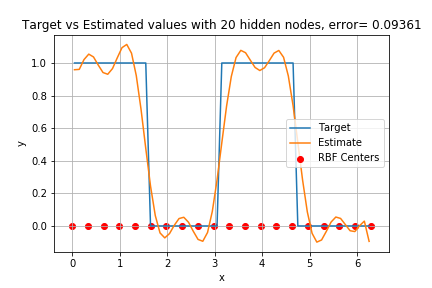 Target vs Estimated values with 20 hidden nodes, error= 0.09361
1.0
0.8
0.6
0.4
0.2
0.0
y
Target
Estimate
RBF Centers
0 1 2 3 4 5 6
x